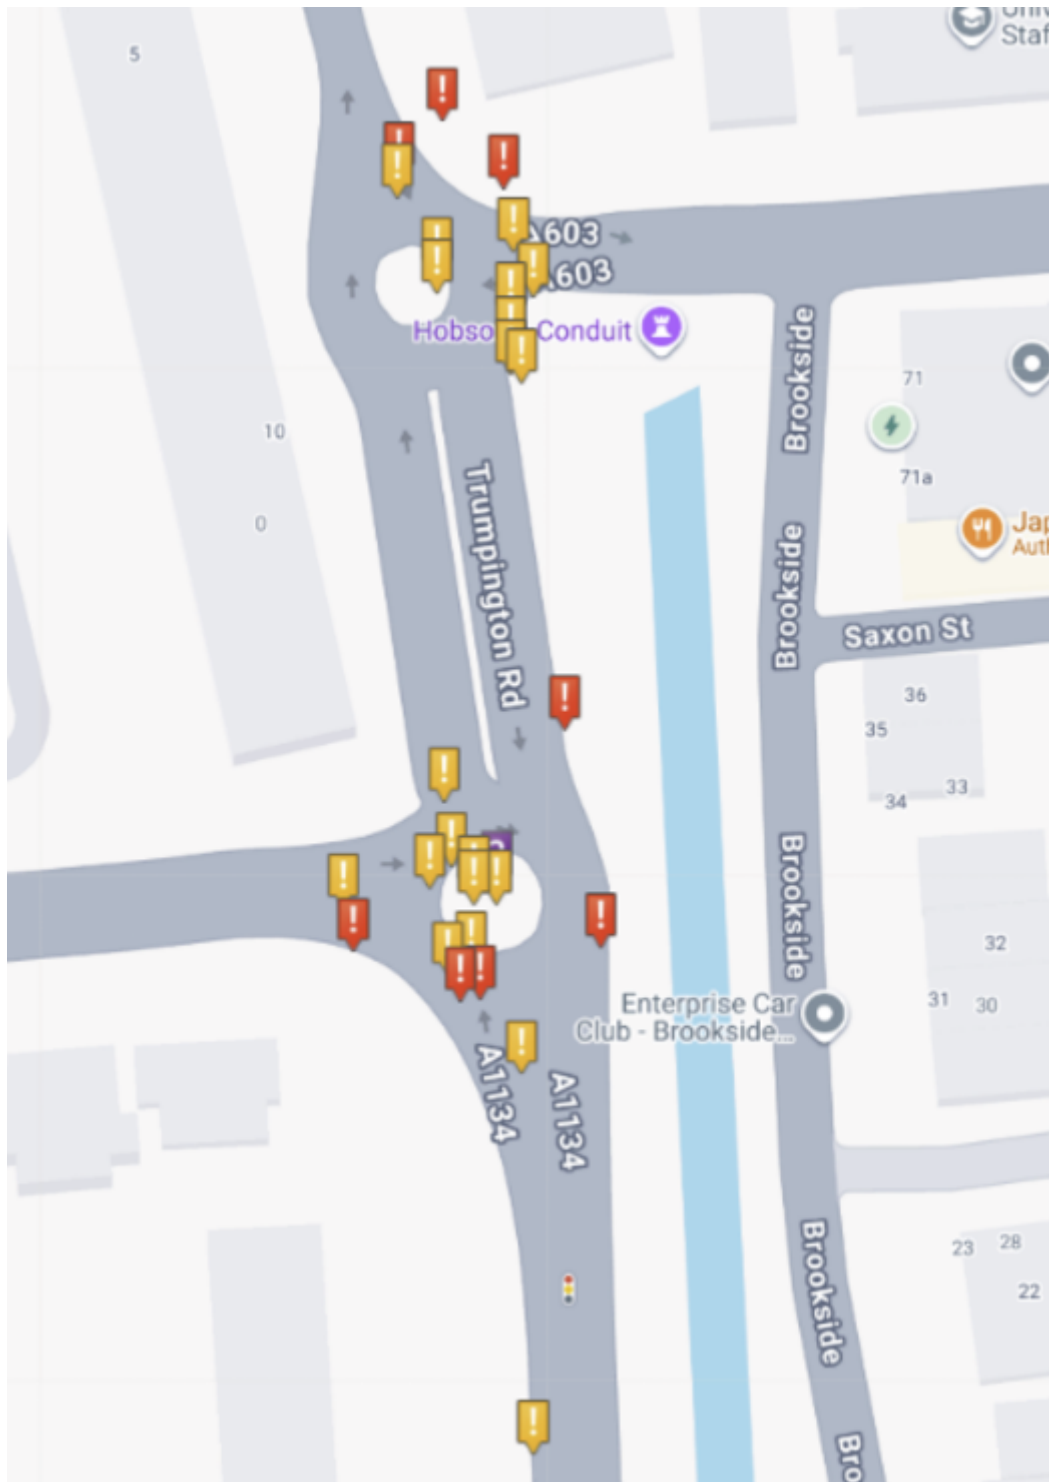 5
Staf
A603
A603
Hobso
Conduit
Brookside
71
10
71a
Trumpington Rd
0
Brookside
Jap
Auth
Saxon St
36
35
33
34
Brookside
32
31
30
Enterprise Car
Club - Brookside...
A1134
A1134
Brookside
23
28
22
Bro